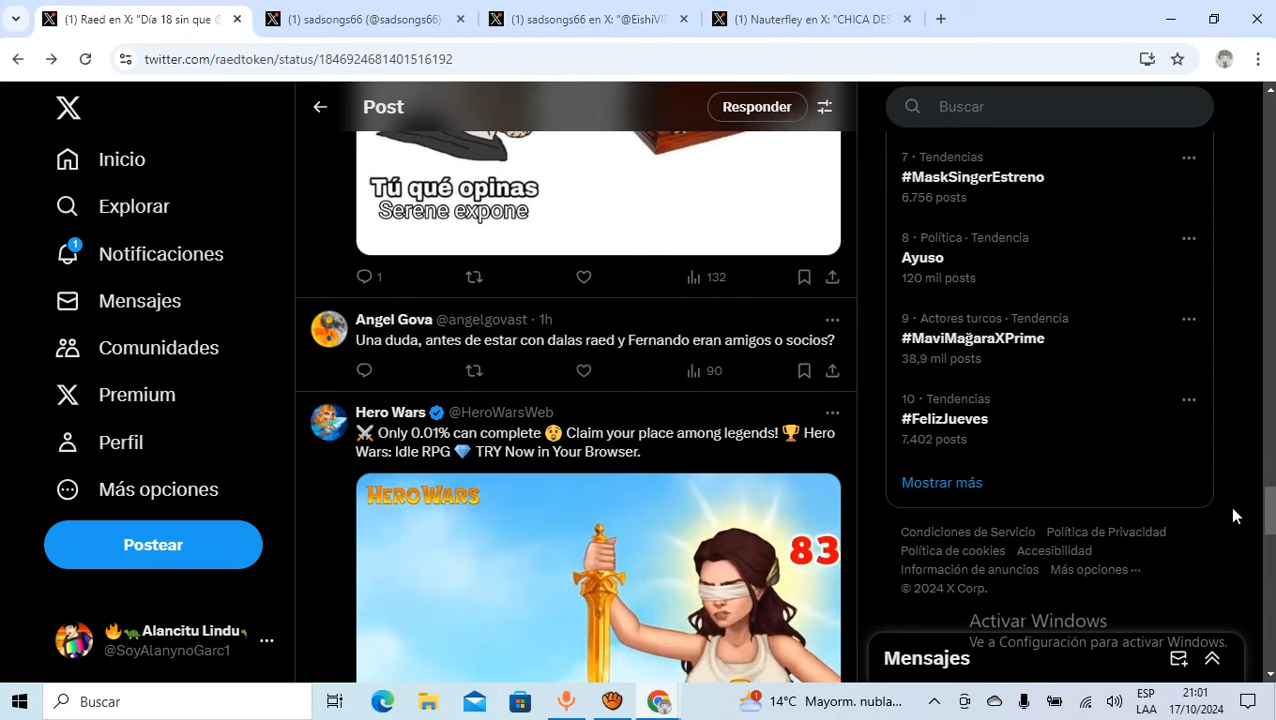 (1) Raed en X: "Día 18 sin que @
(1) sadsongs66 (@sadsongs66)
(1) sadsongs66 en X: "@EishiVIP
(1) Nauterfley en X: "CHICA DES
twitter.com/raedtoken/status/1846924681401516192
Post
Responder
Buscar
Inicio
Explorar
1
Notificaciones
Mensajes
Comunidades
Premium
Perfil
Más opciones
Postear
Alancitu Lindu
@SoyAlanynoGarc1
Tú qué opinas
Serene expone
1
132
Angel Gova @angelgovast · 1h
Una duda, antes de estar con dalas raed y Fernando eran amigos o socios?
90
Hero Wars @HeroWarsWeb
⚔️ Only 0.01% can complete 😲 Claim your place among legends! 🏆 Hero
Wars: Idle RPG 💎 TRY Now in Your Browser.
HERO WARS
83
7 · Tendencias
#MaskSingerEstreno
6.756 posts
8 · Política · Tendencia
Ayuso
120 mil posts
9 · Actores turcos · Tendencia
#MaviMağaraXPrime
38,9 mil posts
10 · Tendencias
#FelizJueves
7.402 posts
Mostrar más
Condiciones de Servicio Política de Privacidad
Política de cookies Accesibilidad
Información de anuncios Más opciones ···
© 2024 X Corp.
Activar Windows
Ve a Configuración para activar Windows.
Mensajes
Buscar
1
14°C Mayorm. nubla...
ESP
LAA
21:01
17/10/2024